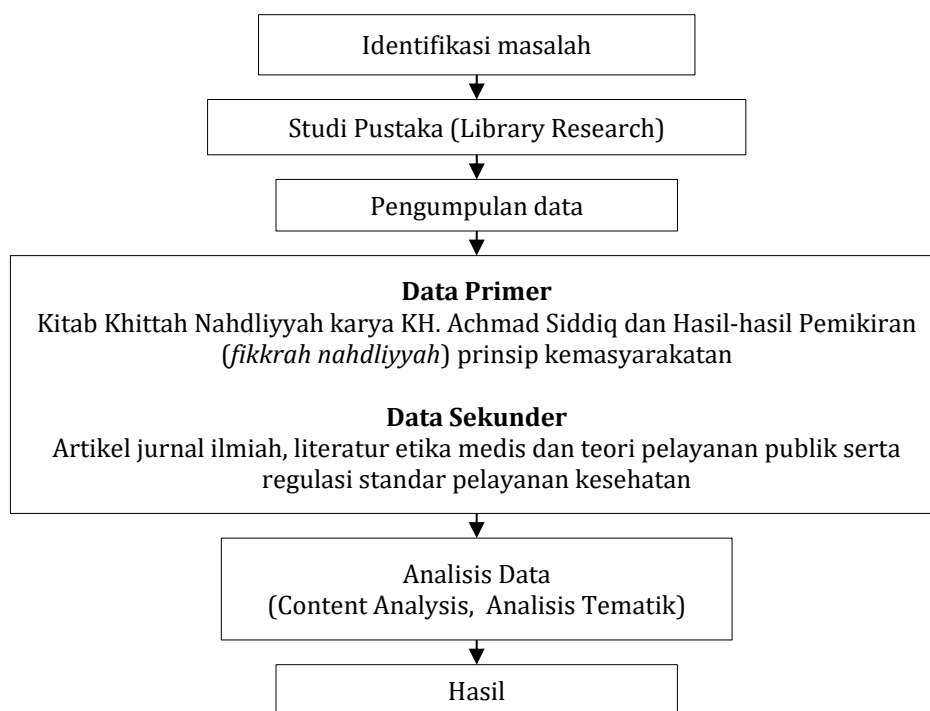 Identifikasi masalah
Studi Pustaka (Library Research)
Pengumpulan data
Data Primer
Kitab Khittah Nahdliyyah karya KH. Achmad Siddiq dan Hasil-hasil Pemikiran
(fikkrah nahdliyyah) prinsip kemasyarakatan
Data Sekunder
Artikel jurnal ilmiah, literatur etika medis dan teori pelayanan publik serta
regulasi standar pelayanan kesehatan
Analisis Data
(Content Analysis,  Analisis Tematik)
Hasil